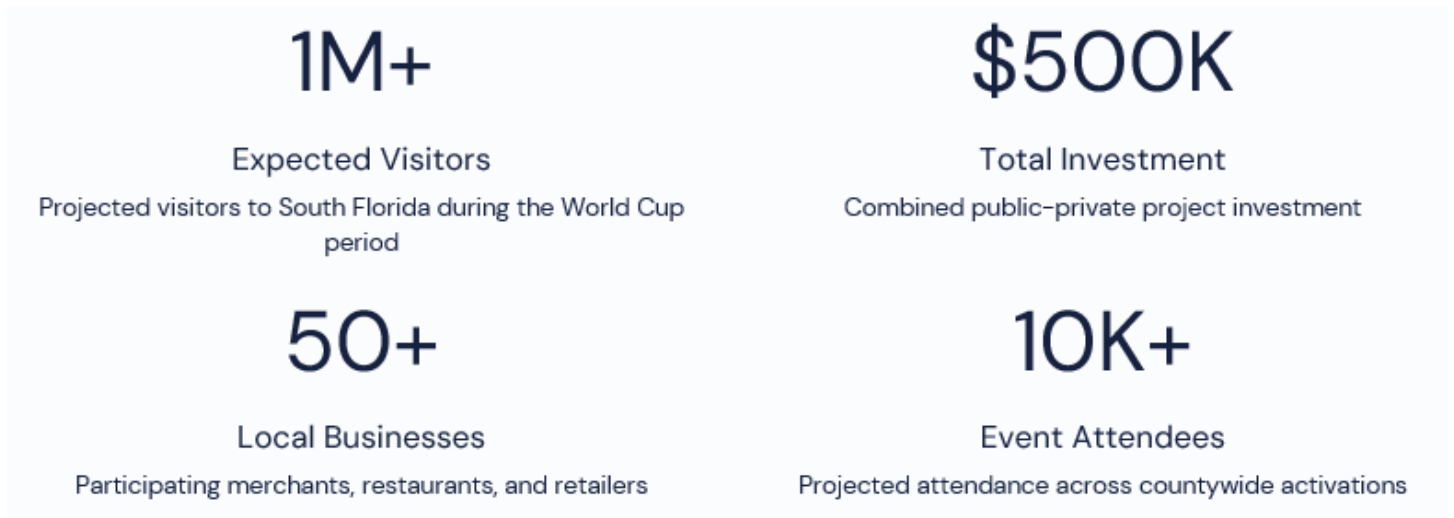 1M+
Expected Visitors
Projected visitors to South Florida during the World Cup
period
$500K
Total Investment
Combined public-private project investment
50+
Local Businesses
Participating merchants, restaurants, and retailers
10K+
Event Attendees
Projected attendance across countywide activations